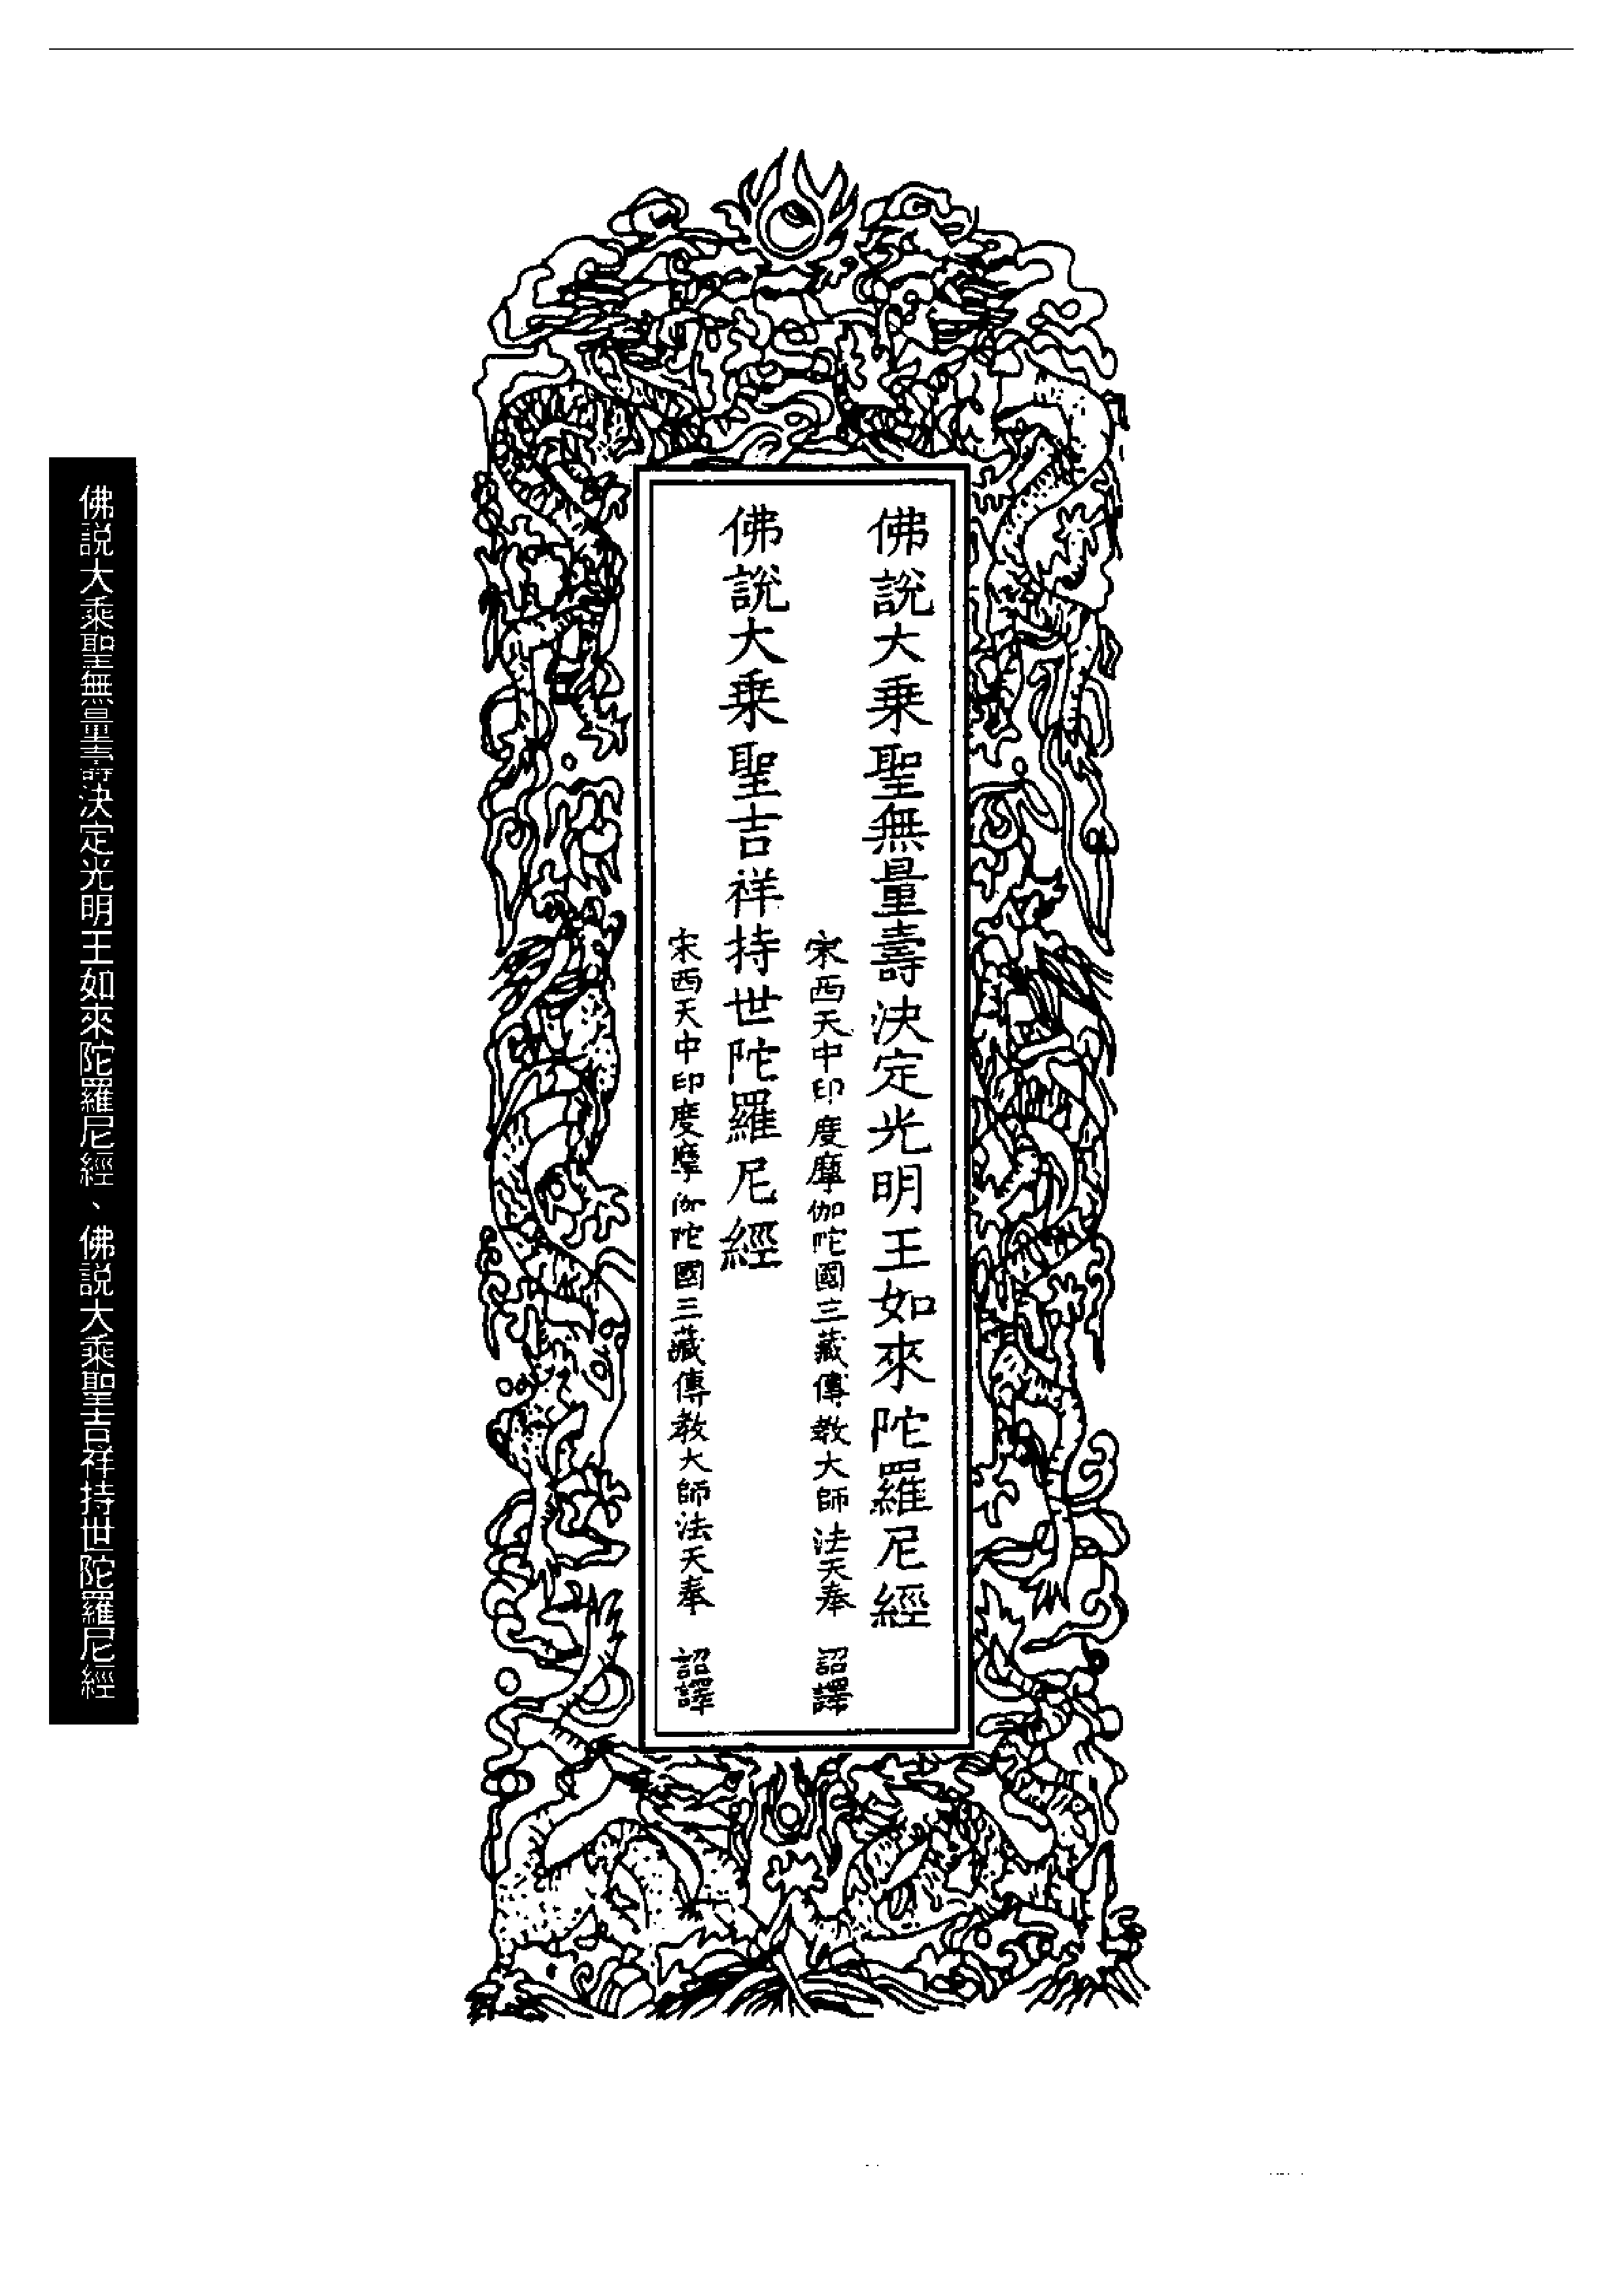 佛說大乘聖無量壽決定光明王如來陀羅尼經
宋西天中印度摩伽陀國三藏傳教大師法天奉 詔譯
佛說大乘聖吉祥持世陀羅尼經
宋西天中印度摩伽陀國三藏傳教大師法天奉 詔譯
佛説大乘聖無量壽決定光明王如來陀羅尼經、佛説大乘聖吉祥持世陀羅尼經